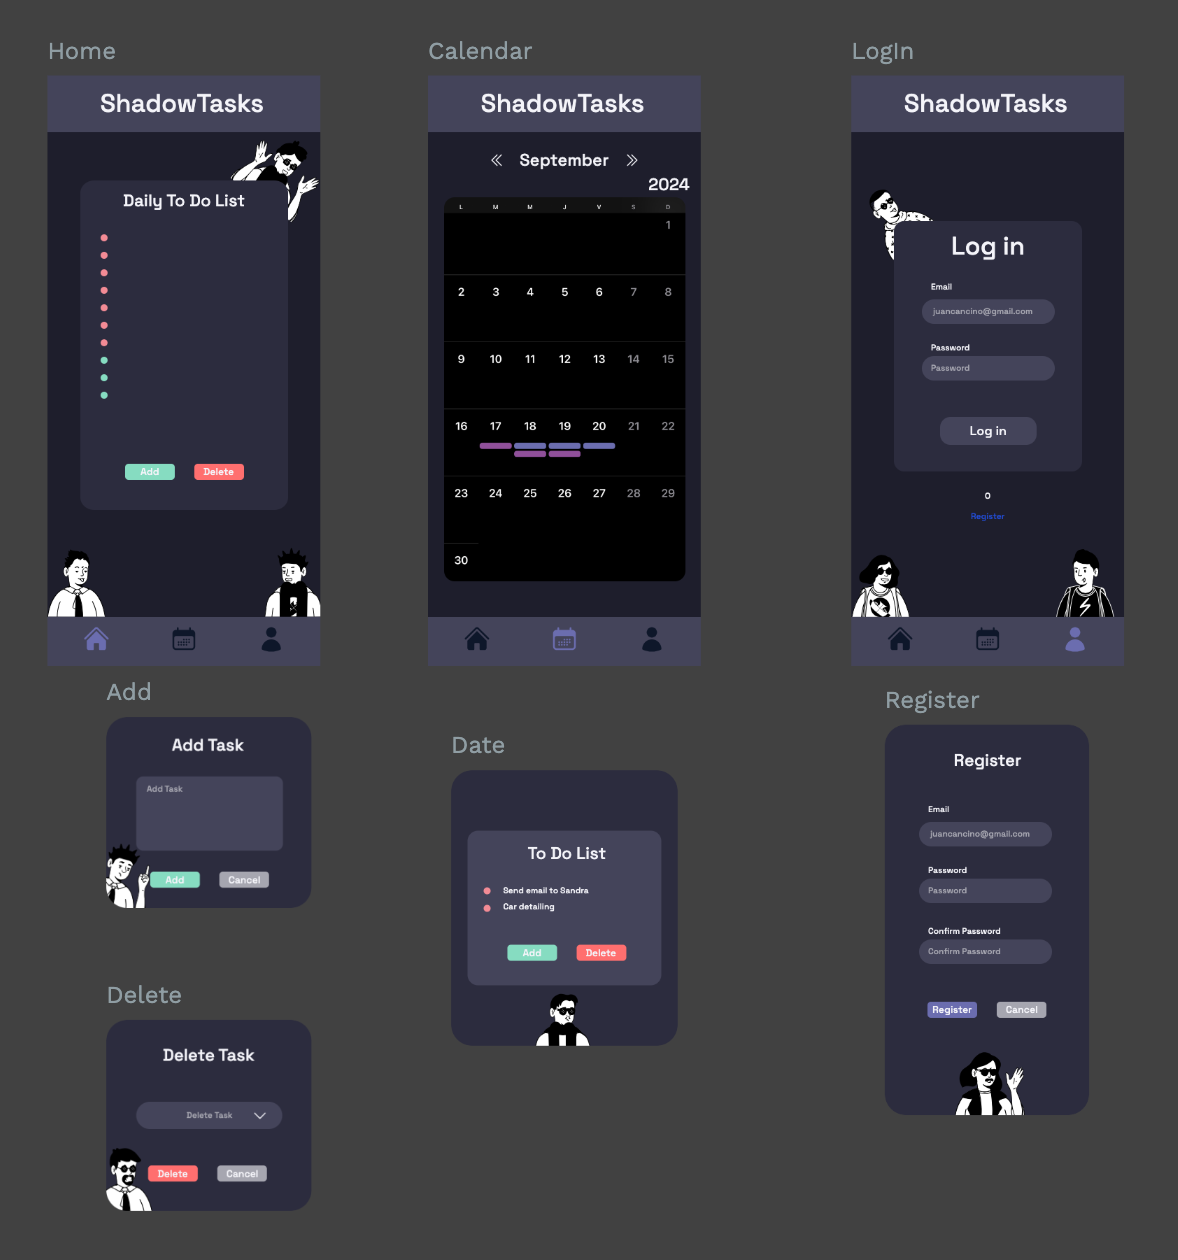 Home
ShadowTasks
Daily To Do List
Add
Delete
Calendar
ShadowTasks
September
2024
L M M J V S D
1
2 3 4 5 6 7 8
9 10 11 12 13 14 15
16 17 18 19 20 21 22
23 24 25 26 27 28 29
30
LogIn
ShadowTasks
Log in
Email
juancancino@gmail.com
Password
Password
Log in
O
Register
Add
Add Task
Add Task
Add
Cancel
Date
To Do List
Send email to Sandra
Car detailing
Add
Delete
Register
Register
Email
juancancino@gmail.com
Password
Password
Confirm Password
Confirm Password
Register
Cancel
Delete
Delete Task
Delete Task
Delete
Cancel